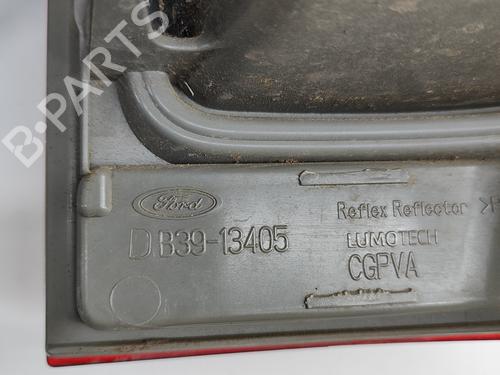 B-PARTS
Ford
D B39-13405
Reflex Reflector >P
LUMOTECH
CGPVA